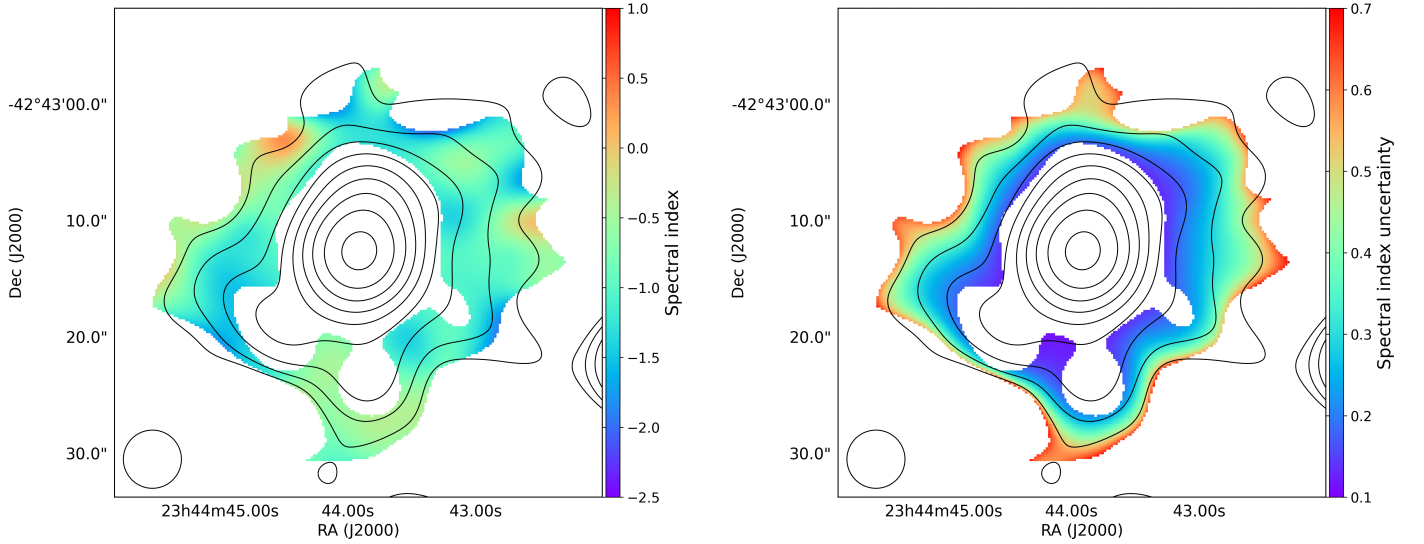 -42°43'00.0"
10.0"
20.0"
30.0"
Dec (J2000)
23h44m45.00s 44.00s 43.00s
RA (J2000)
1.0
0.5
0.0
−0.5
−1.0
−1.5
−2.0
−2.5
Spectral index
-42°43'00.0"
10.0"
20.0"
30.0"
Dec (J2000)
23h44m45.00s 44.00s 43.00s
RA (J2000)
0.7
0.6
0.5
0.4
0.3
0.2
0.1
Spectral index uncertainty